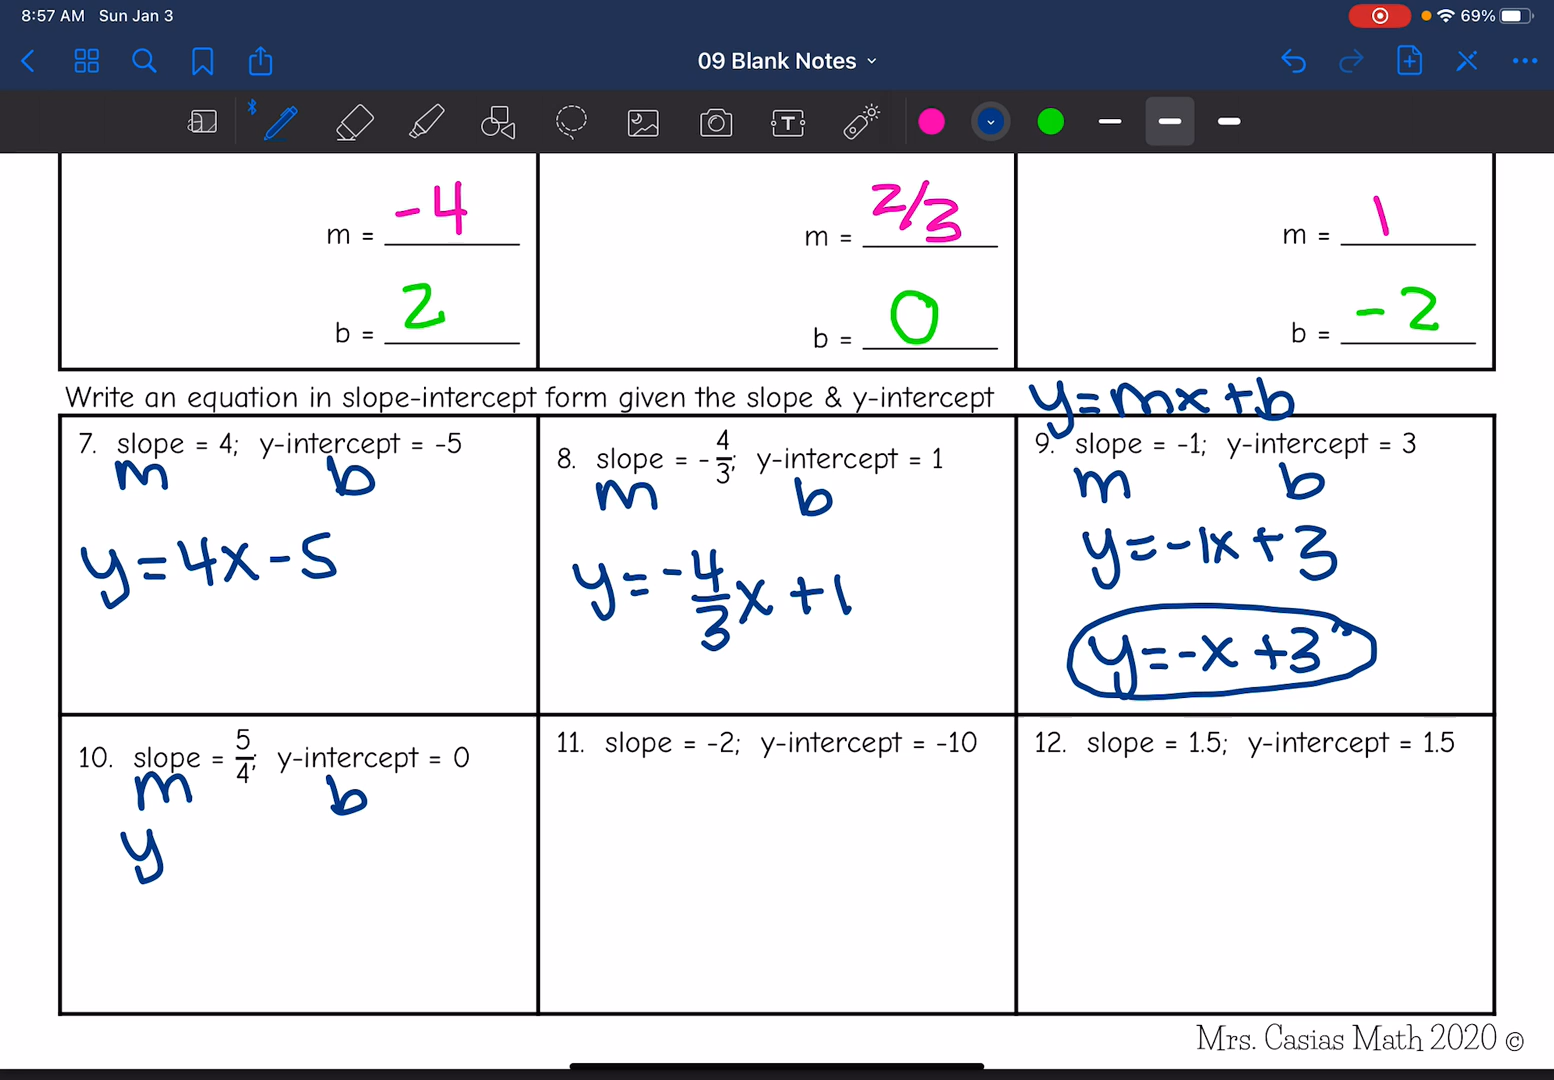 8:57 AM Sun Jan 3
69%
09 Blank Notes
T
m = -4
m = 2/3
m = 1
b = 2
b = 0
b = -2
Write an equation in slope-intercept form given the slope & y-intercept y=mx+b
7. slope = 4; y-intercept = -5
m b
y=4x-5
8. slope = -4/3; y-intercept = 1
m b
y=-4/3x+1
9. slope = -1; y-intercept = 3
m b
y=-1x+3
y=-x+3
10. slope = 5/4; y-intercept = 0
m b
y
11. slope = -2; y-intercept = -10
12. slope = 1.5; y-intercept = 1.5
Mrs. Casias Math 2020 ©